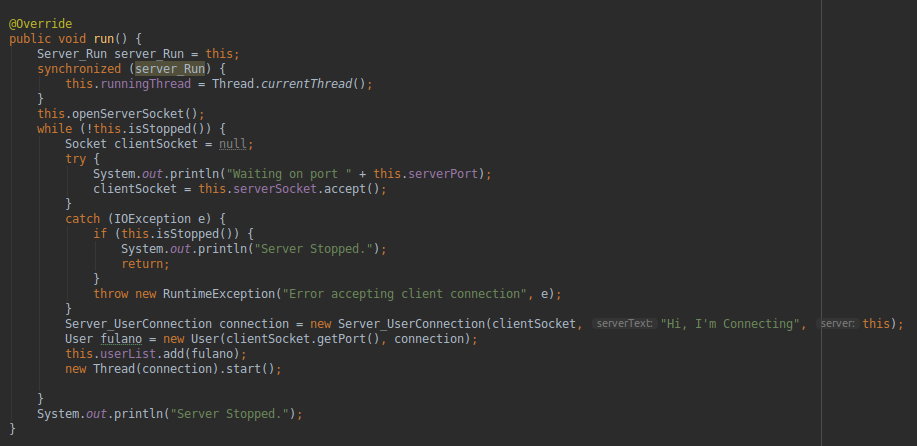 @Override
public void run() {
    Server_Run server_Run = this;
    synchronized (server_Run) {
        this.runningThread = Thread.currentThread();
    }
    this.openServerSocket();
    while (!this.isStopped()) {
        Socket clientSocket = null;
        try {
            System.out.println("Waiting on port " + this.serverPort);
            clientSocket = this.serverSocket.accept();
        }
        catch (IOException e) {
            if (this.isStopped()) {
                System.out.println("Server Stopped.");
                return;
            }
            throw new RuntimeException("Error accepting client connection", e);
        }
        Server_UserConnection connection = new Server_UserConnection(clientSocket, serverText: "Hi, I'm Connecting", server: this);
        User fulano = new User(clientSocket.getPort(), connection);
        this.userList.add(fulano);
        new Thread(connection).start();
    }
    System.out.println("Server Stopped.");
}